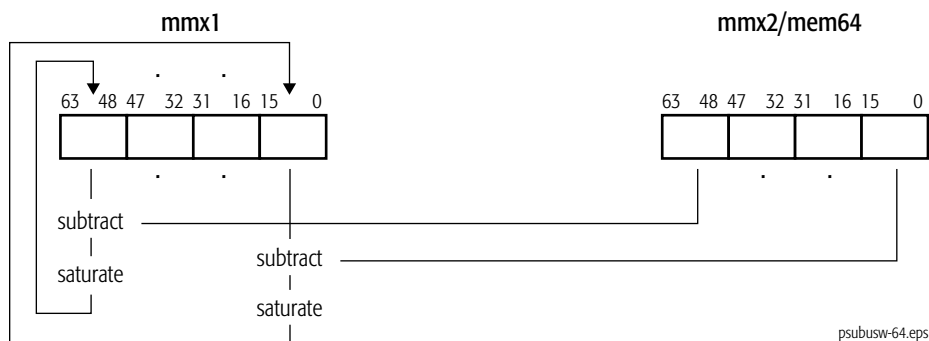 mmx1 mmx2/mem64
. .
63 48 47 32 31 16 15 0 63 48 47 32 31 16 15 0
. . . .
subtract
subtract
saturate
saturate
psubusw-64.eps